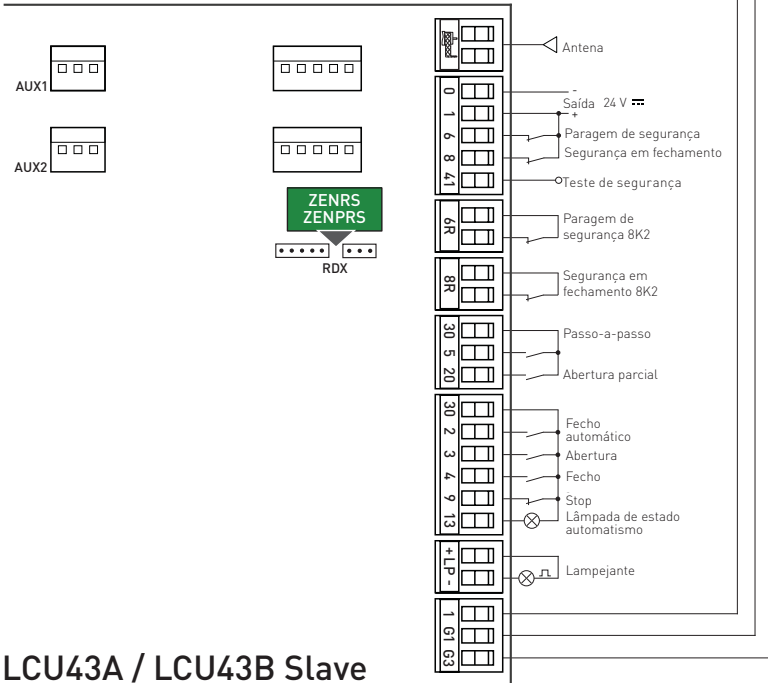 AUX1
AUX2
ZENRS
ZENPRS
RDX
Antena
0
-
Saída 24 V
1
+
6
Paragem de segurança
8
Segurança em fechamento
41
Teste de segurança
6R
Paragem de
segurança 8K2
8R
Segurança em
fechamento 8K2
30
Passo-a-passo
5
20
Abertura parcial
30
2
Fecho
automático
3
Abertura
4
Fecho
9
Stop
13
Lâmpada de estado
automatismo
+ LP -
Lampejante
1
G1
G3
LCU43A / LCU43B Slave